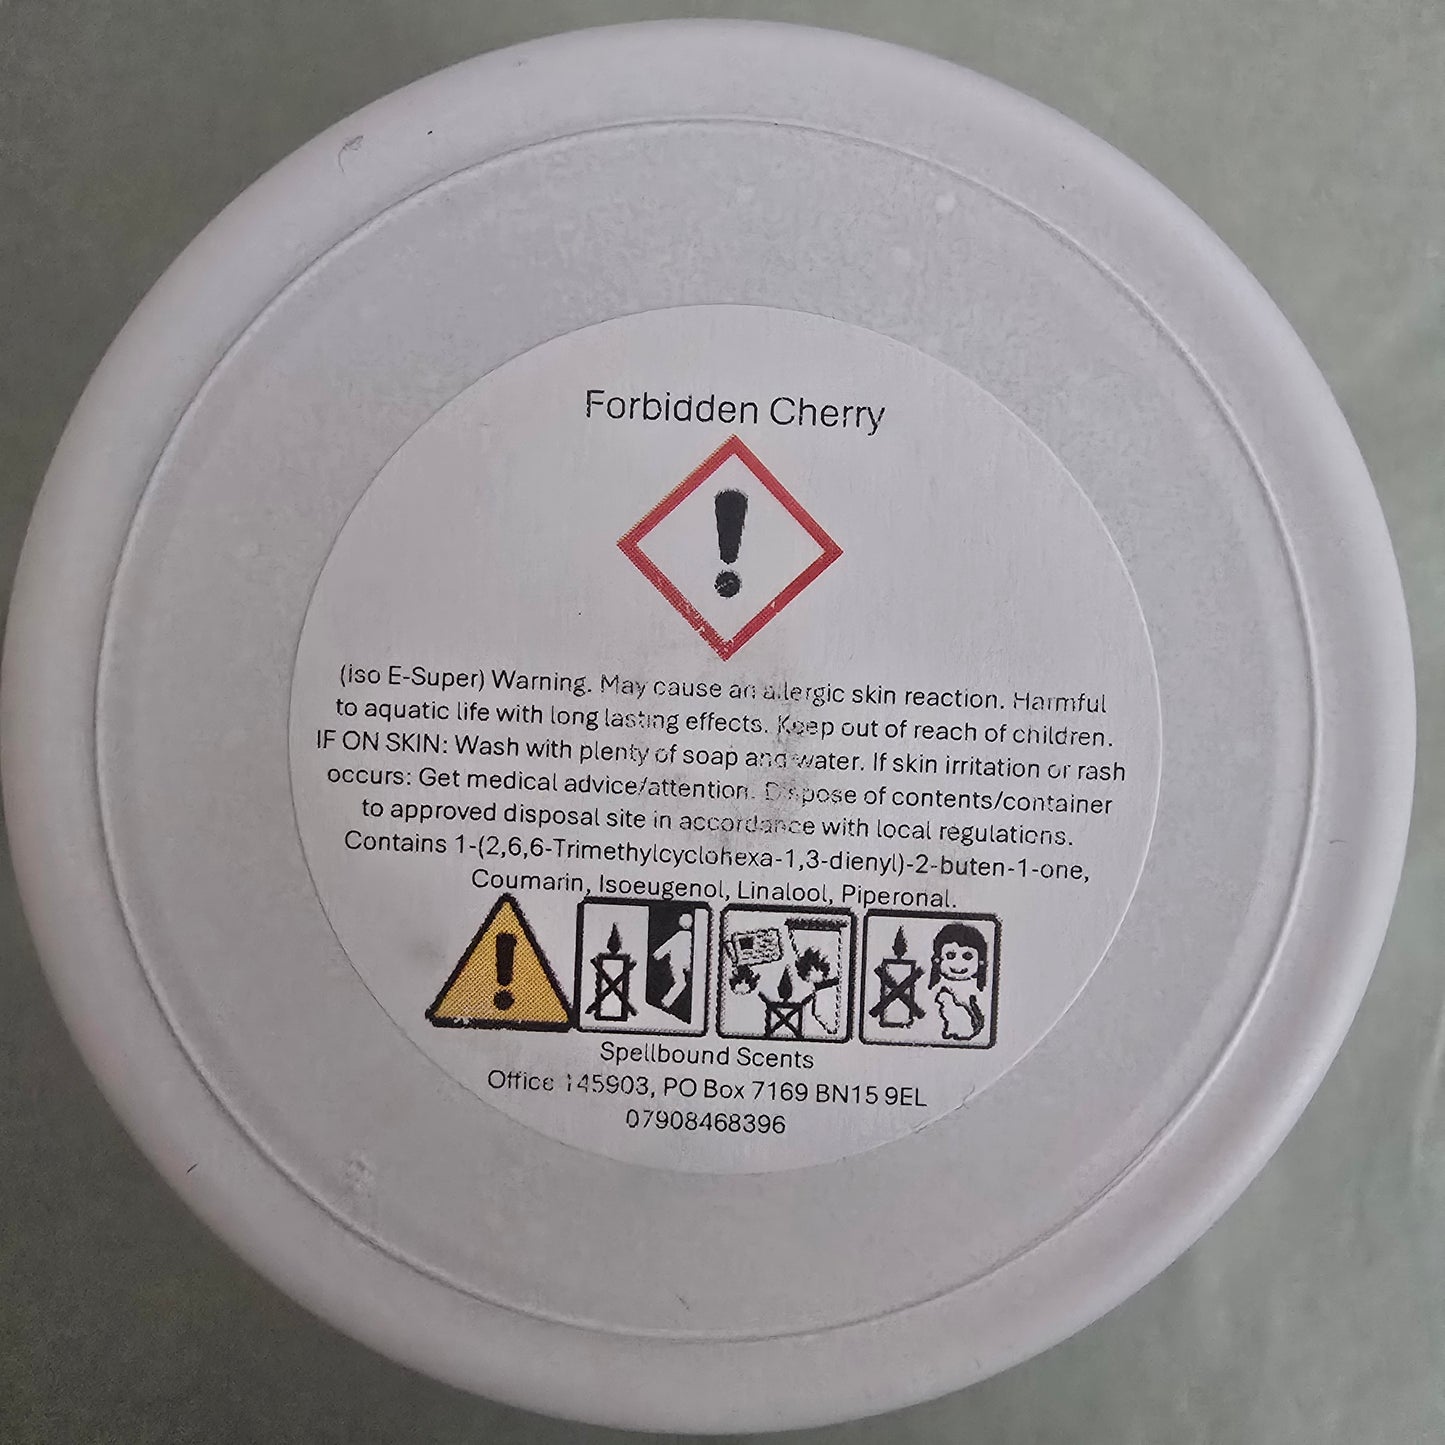 Forbidden Cherry
(Iso E-Super) Warning. May cause an allergic skin reaction. Harmful
to aquatic life with long lasting effects. Keep out of reach of children.
IF ON SKIN: Wash with plenty of soap and water. If skin irritation or rash
occurs: Get medical advice/attention. Dispose of contents/container
to approved disposal site in accordance with local regulations.
Contains 1-(2,6,6-Trimethylcyclohexa-1,3-dienyl)-2-buten-1-one,
Coumarin, Isoeugenol, Linalool, Piperonal.
Spellbound Scents
Office 145903, PO Box 7169 BN15 9EL
07908468396